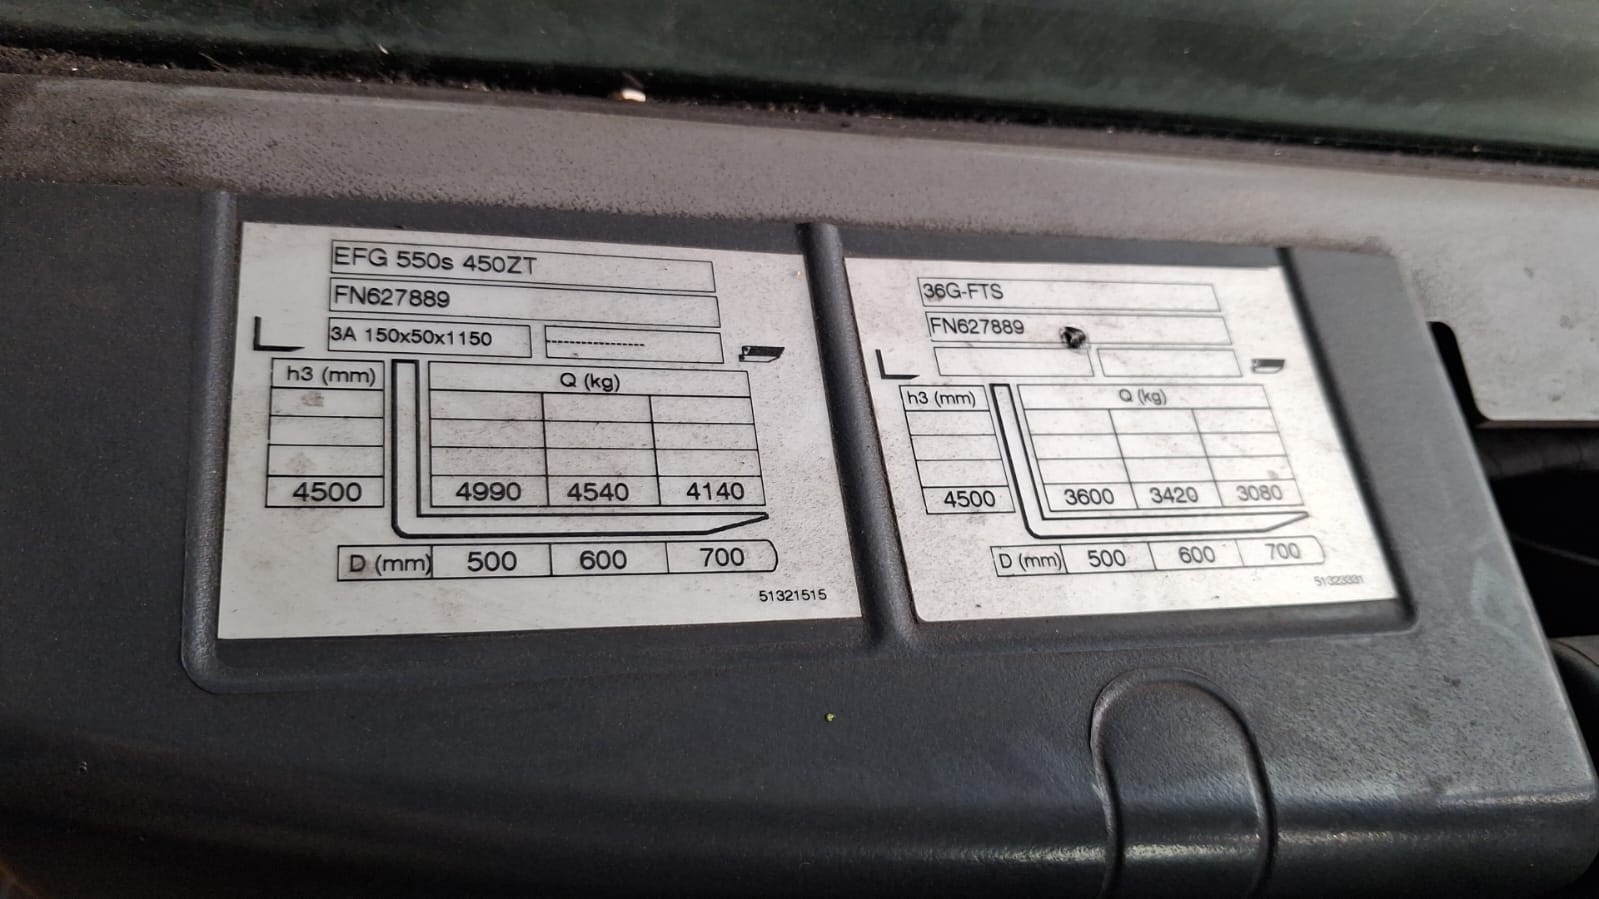 EFG 550s 450ZT
FN627889
3A 150x50x1150 ---------------
h3 (mm) Q (kg)
4500 4990 4540 4140
D (mm) 500 600 700
51321515
36G-FTS
FN627889
h3 (mm) Q (kg)
4500 3600 3420 3080
D (mm) 500 600 700
51323331